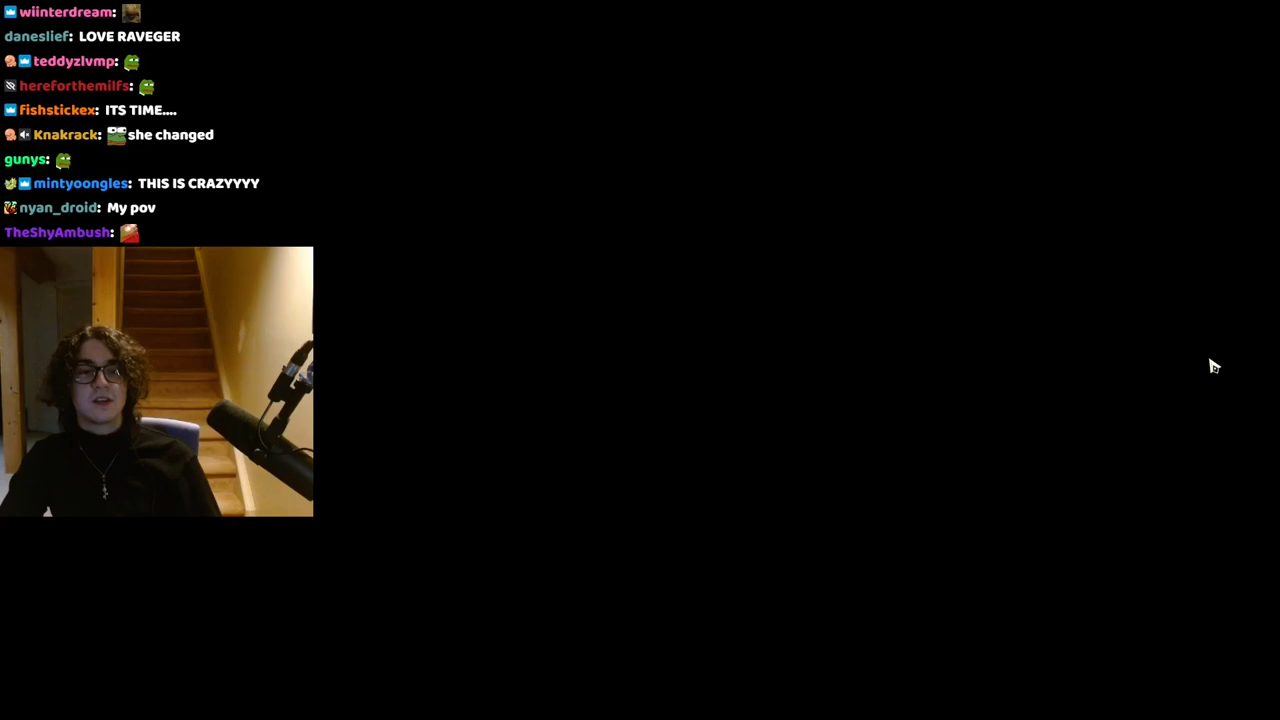 wiinterdream:
daneslief: LOVE RAVEGER
teddyzlvmp:
hereforthemilfs:
fishstickex: ITS TIME....
Knakrack: she changed
gunys:
mintyoongles: THIS IS CRAZYYYY
nyan_droid: My pov
TheShyAmbush: